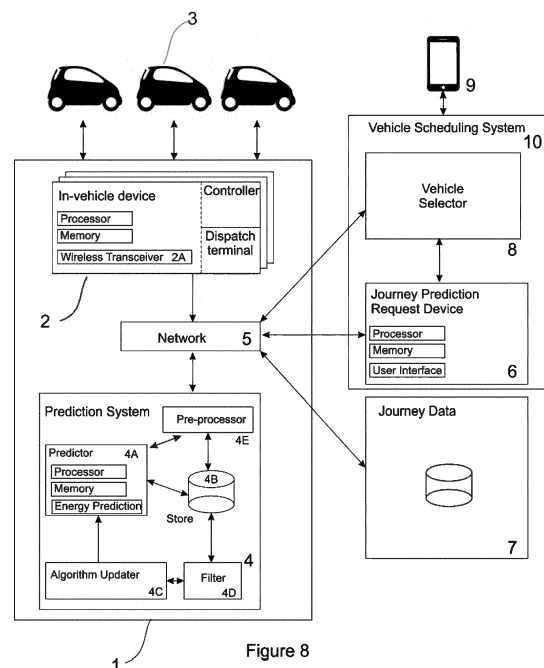 3
9
Vehicle Scheduling System
10
In-vehicle device
Controller
Processor
Memory
Wireless Transceiver 2A
Dispatch
terminal
2
Vehicle
Selector
8
Network 5
Journey Prediction
Request Device
Processor
Memory
User Interface
6
Prediction System
Pre-processor
4E
Predictor 4A
Processor
Memory
Energy Prediction
4B
Store
4
Algorithm Updater
4C
Filter
4D
Journey Data
7
1
Figure 8